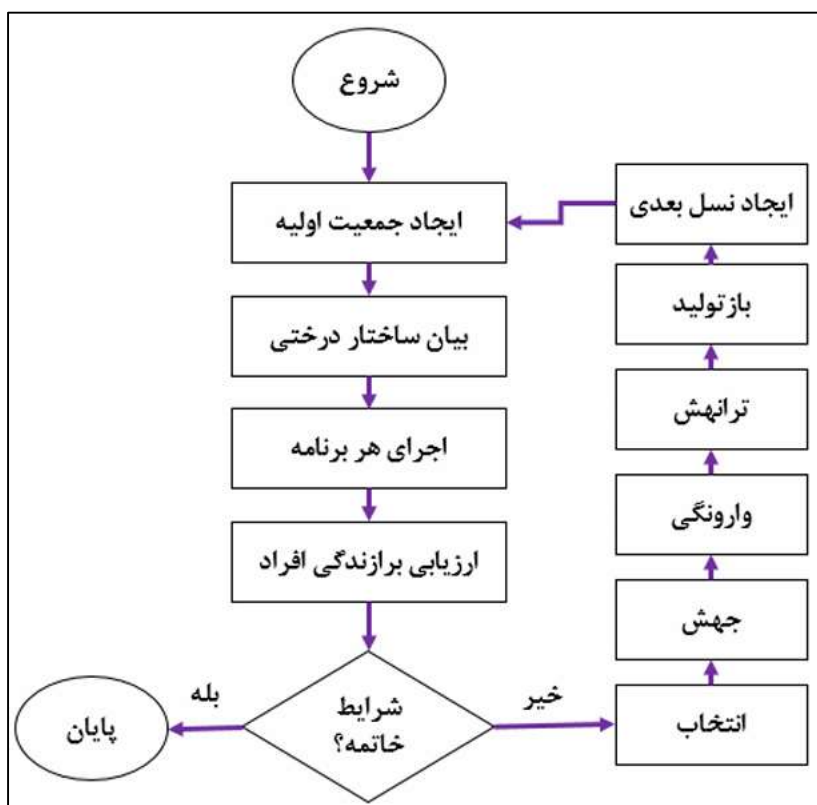 شروع
ایجاد جمعیت اولیه
بیان ساختار درختی
اجرای هر برنامه
ارزیابی برازندگی افراد
شرایط
خاتمه؟
بله
پایان
خیر
انتخاب
جهش
وارونگی
ترانهش
بازتولید
ایجاد نسل بعدی